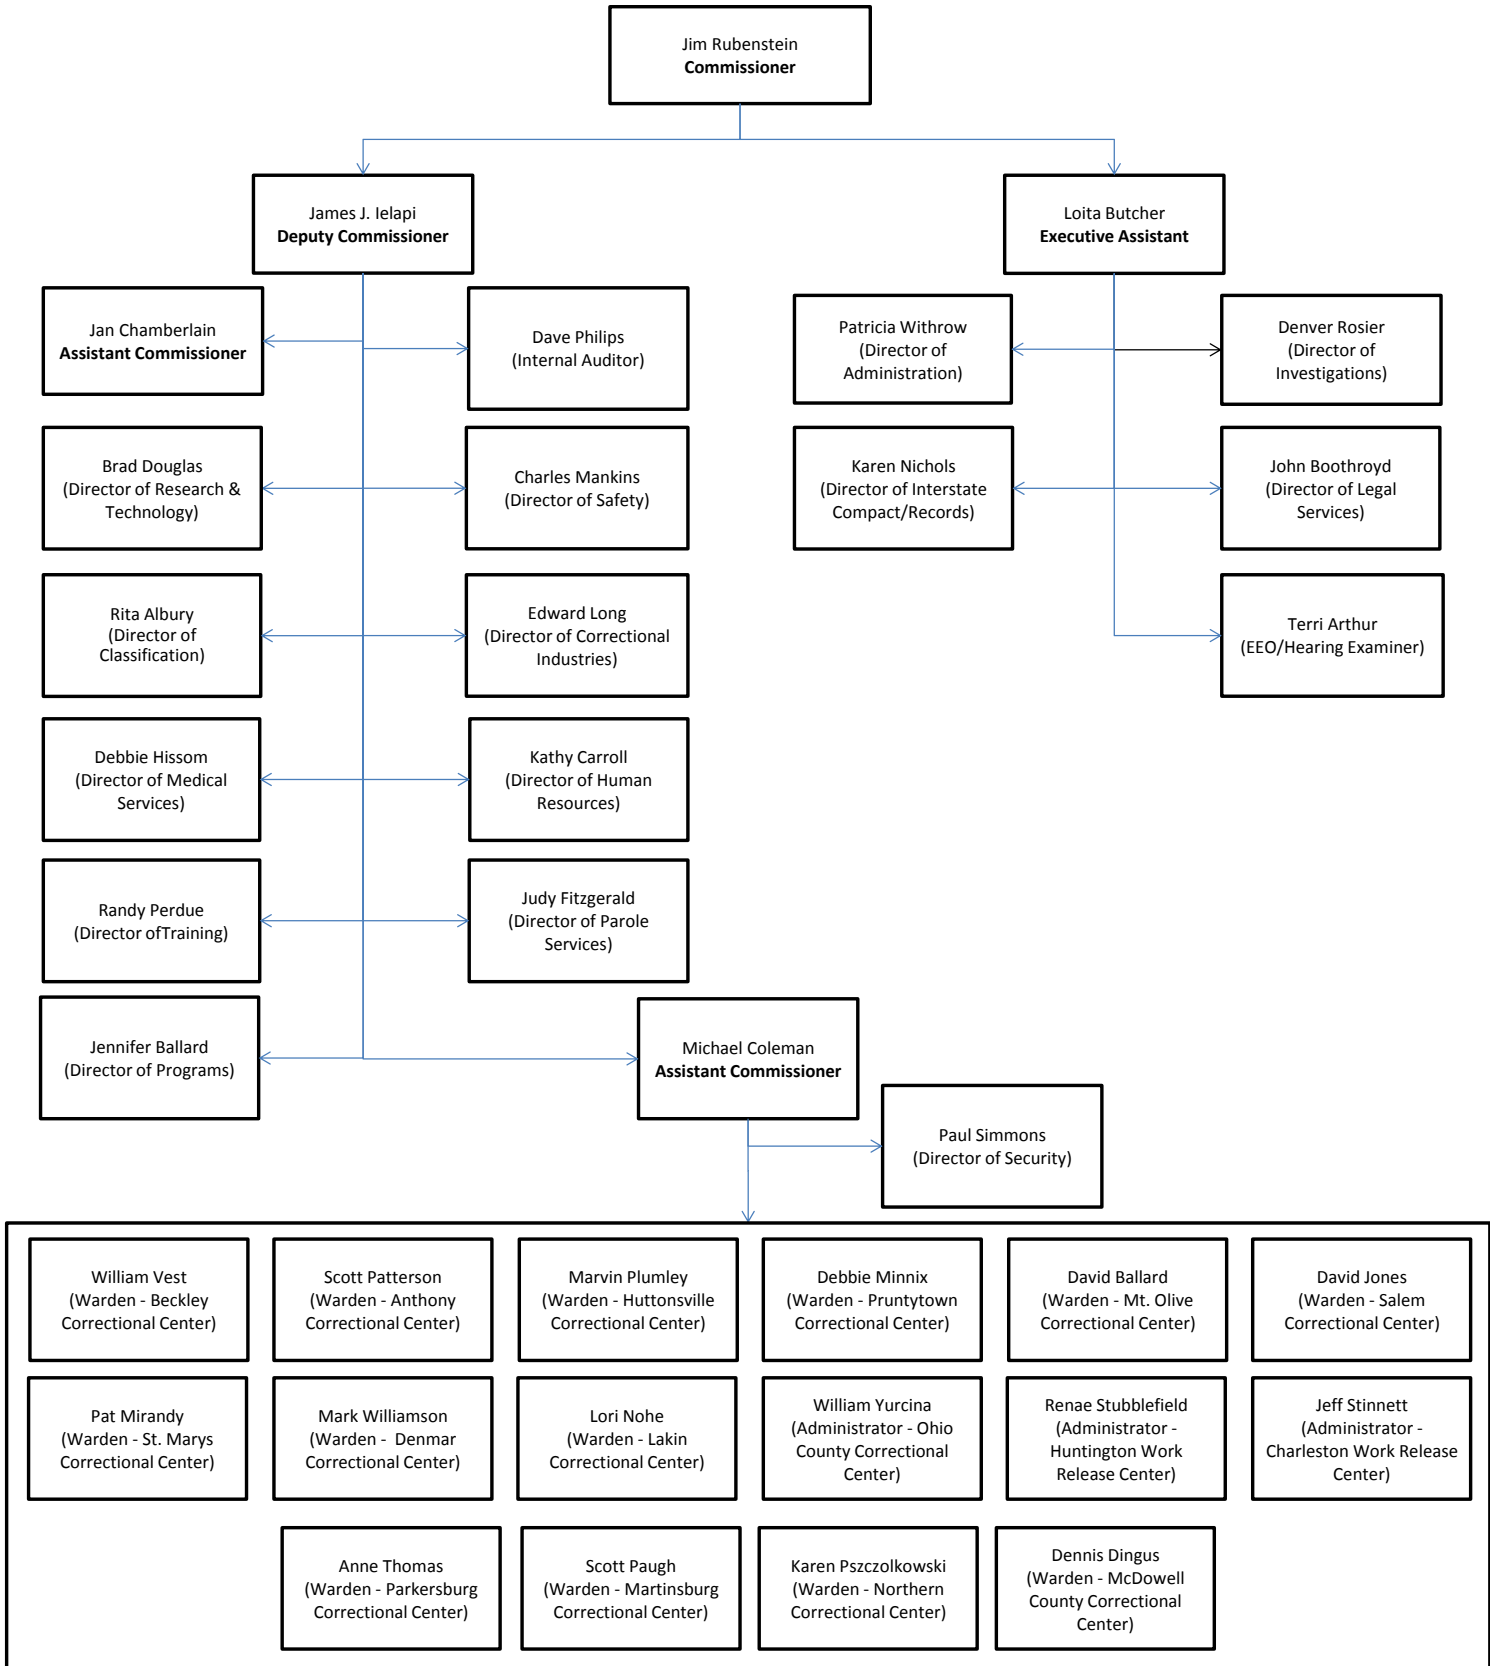 Jim Rubenstein
Commissioner
James J. Ielapi
Deputy Commissioner
Loita Butcher
Executive Assistant
Jan Chamberlain
Assistant Commissioner
Dave Philips
(Internal Auditor)
Patricia Withrow
(Director of
Administration)
Denver Rosier
(Director of
Investigations)
Brad Douglas
(Director of Research &
Technology)
Charles Mankins
(Director of Safety)
Karen Nichols
(Director of Interstate
Compact/Records)
John Boothroyd
(Director of Legal
Services)
Rita Albury
(Director of
Classification)
Edward Long
(Director of Correctional
Industries)
Terri Arthur
(EEO/Hearing Examiner)
Debbie Hissom
(Director of Medical
Services)
Kathy Carroll
(Director of Human
Resources)
Randy Perdue
(Director ofTraining)
Judy Fitzgerald
(Director of Parole
Services)
Jennifer Ballard
(Director of Programs)
Michael Coleman
Assistant Commissioner
Paul Simmons
(Director of Security)
William Vest
(Warden - Beckley
Correctional Center)
Scott Patterson
(Warden - Anthony
Correctional Center)
Marvin Plumley
(Warden - Huttonsville
Correctional Center)
Debbie Minnix
(Warden - Pruntytown
Correctional Center)
David Ballard
(Warden - Mt. Olive
Correctional Center)
David Jones
(Warden - Salem
Correctional Center)
Pat Mirandy
(Warden - St. Marys
Correctional Center)
Mark Williamson
(Warden -  Denmar
Correctional Center)
Lori Nohe
(Warden - Lakin
Correctional Center)
William Yurcina
(Administrator - Ohio
County Correctional
Center)
Renae Stubblefield
(Administrator -
Huntington Work
Release Center)
Jeff Stinnett
(Administrator -
Charleston Work Release
Center)
Anne Thomas
(Warden - Parkersburg
Correctional Center)
Scott Paugh
(Warden - Martinsburg
Correctional Center)
Karen Pszczolkowski
(Warden - Northern
Correctional Center)
Dennis Dingus
(Warden - McDowell
County Correctional
Center)